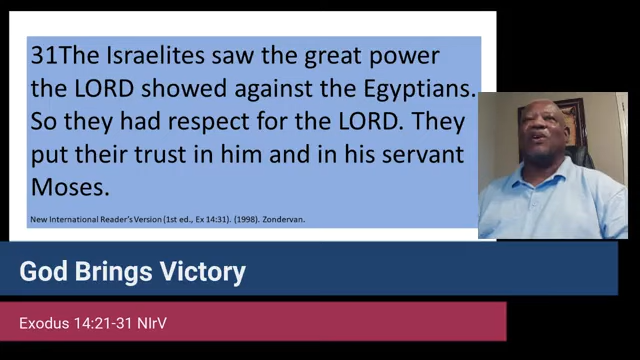 31The Israelites saw the great power
the LORD showed against the Egyptians.
So they had respect for the LORD. They
put their trust in him and in his servant
Moses.
New International Reader's Version (1st ed., Ex 14:31). (1998). Zondervan.
God Brings Victory
Exodus 14:21-31 NIrV